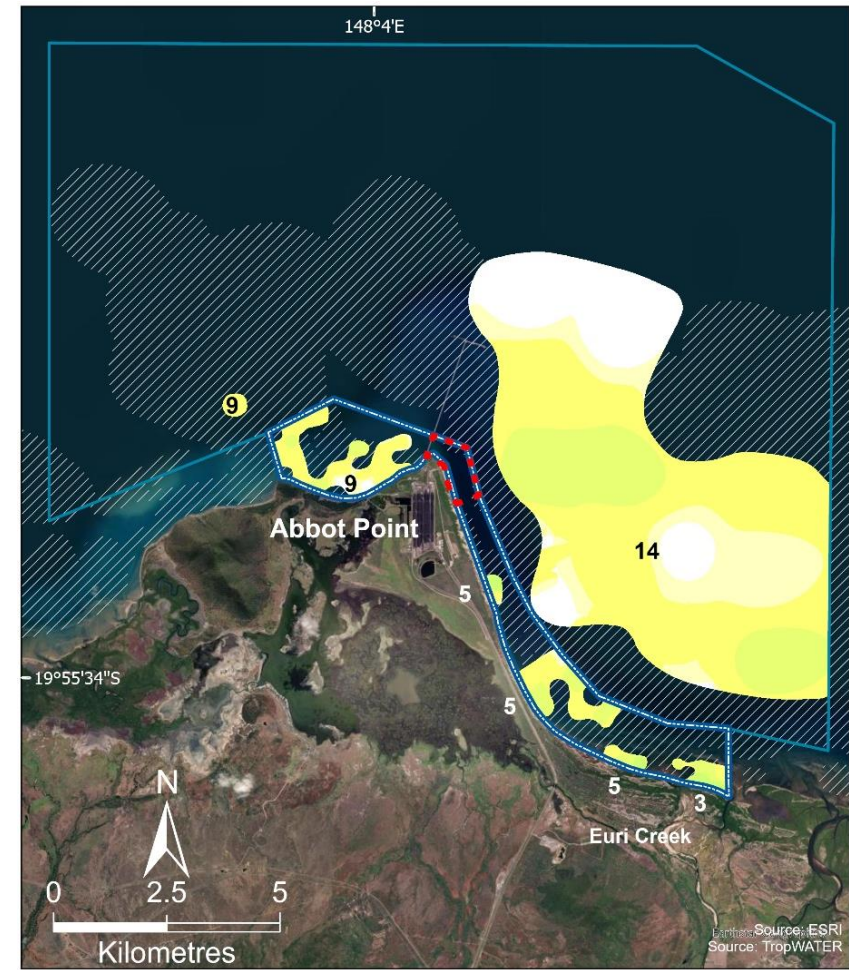 148°4'E
9
9
Abbot Point
14
5
19°55'34"S
5
5
3
Euri Creek
N
0 2.5 5
Kilometres
Source: ESRI
Source: TropWATER